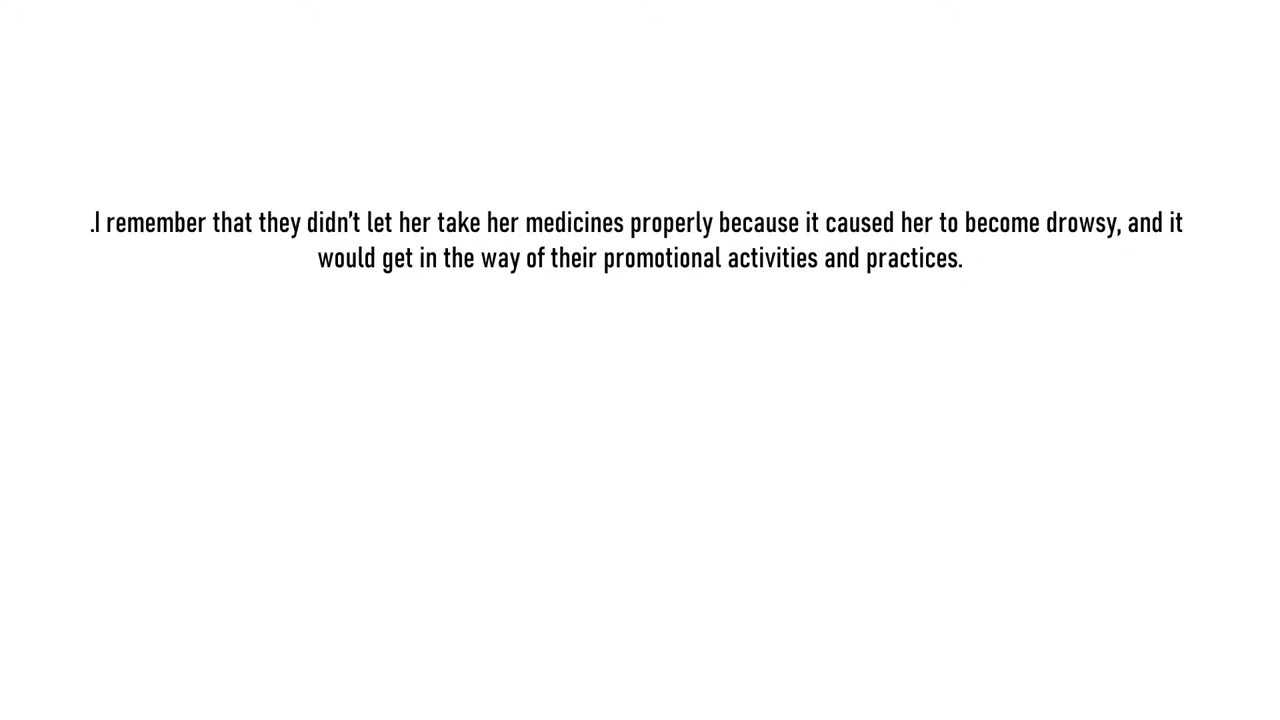 .I remember that they didn’t let her take her medicines properly because it caused her to become drowsy, and it
would get in the way of their promotional activities and practices.